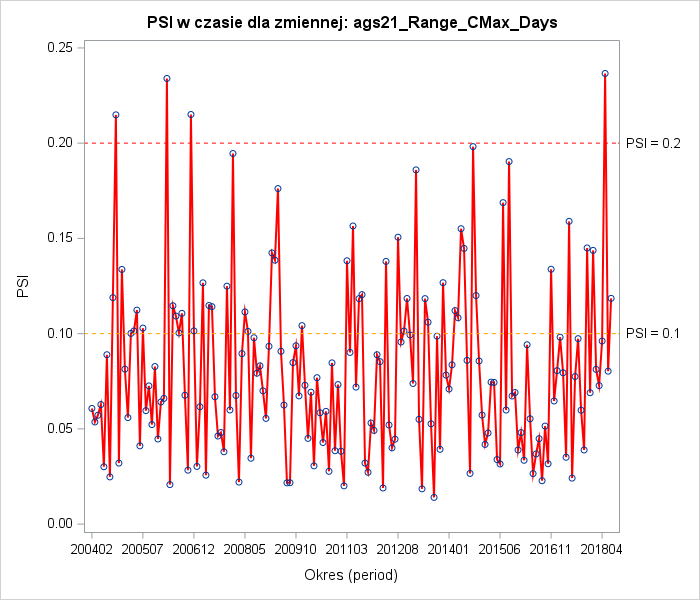 PSI w czasie dla zmiennej: ags21_Range_CMax_Days
0.25
0.20
PSI = 0.2
0.15
PSI
0.10
PSI = 0.1
0.05
0.00
200402 200507 200612 200805 200910 201103 201208 201401 201506 201611 201804
Okres (period)